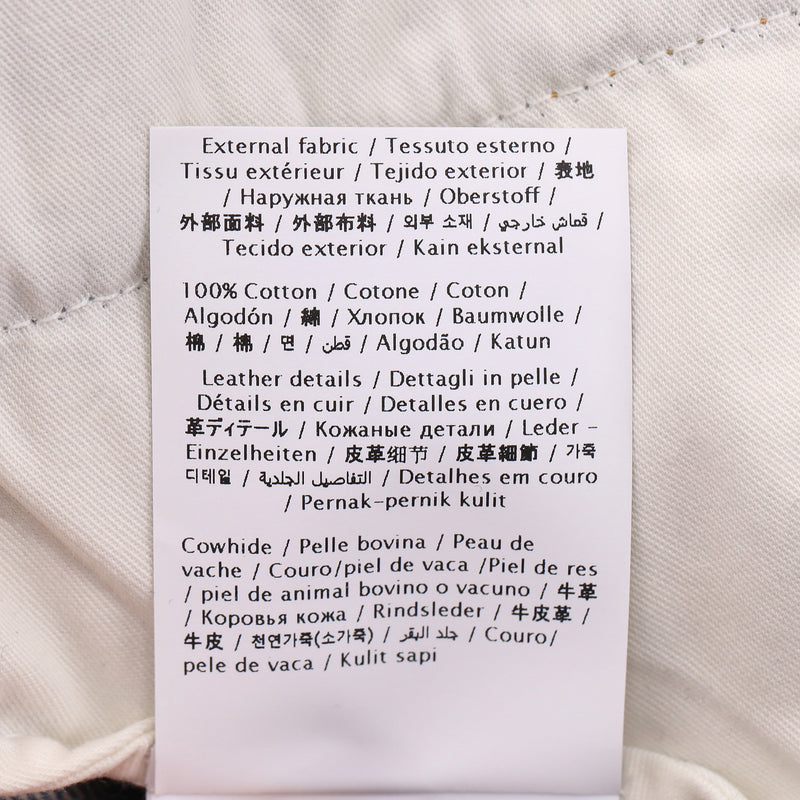 External fabric / Tessuto esterno /
Tissu extérieur / Tejido exterior / 表地
/ Наружная ткань / Oberstoff /
外部面料 / 外部布料 / 외부 소재 / قماش خارجي /
Tecido exterior / Kain eksternal
100% Cotton / Cotone / Coton /
Algodón / 綿 / Хлопок / Baumwolle /
棉 / 棉 / 면 / قطن / Algodão / Katun
Leather details / Dettagli in pelle /
Détails en cuir / Detalles en cuero /
革ディテール / Кожаные детали / Leder -
Einzelheiten / 皮革细节 / 皮革細節 / 가죽
디테일 / التفاصيل الجلدية / Detalhes em couro
/ Pernak-pernik kulit
Cowhide / Pelle bovina / Peau de
vache / Couro/piel de vaca /Piel de res
/ piel de animal bovino o vacuno / 牛革
/ Коровья кожа / Rindsleder / 牛皮革 /
牛皮 / 천연가죽(소가죽) / جلد البقر / Couro/
pele de vaca / Kulit sapi